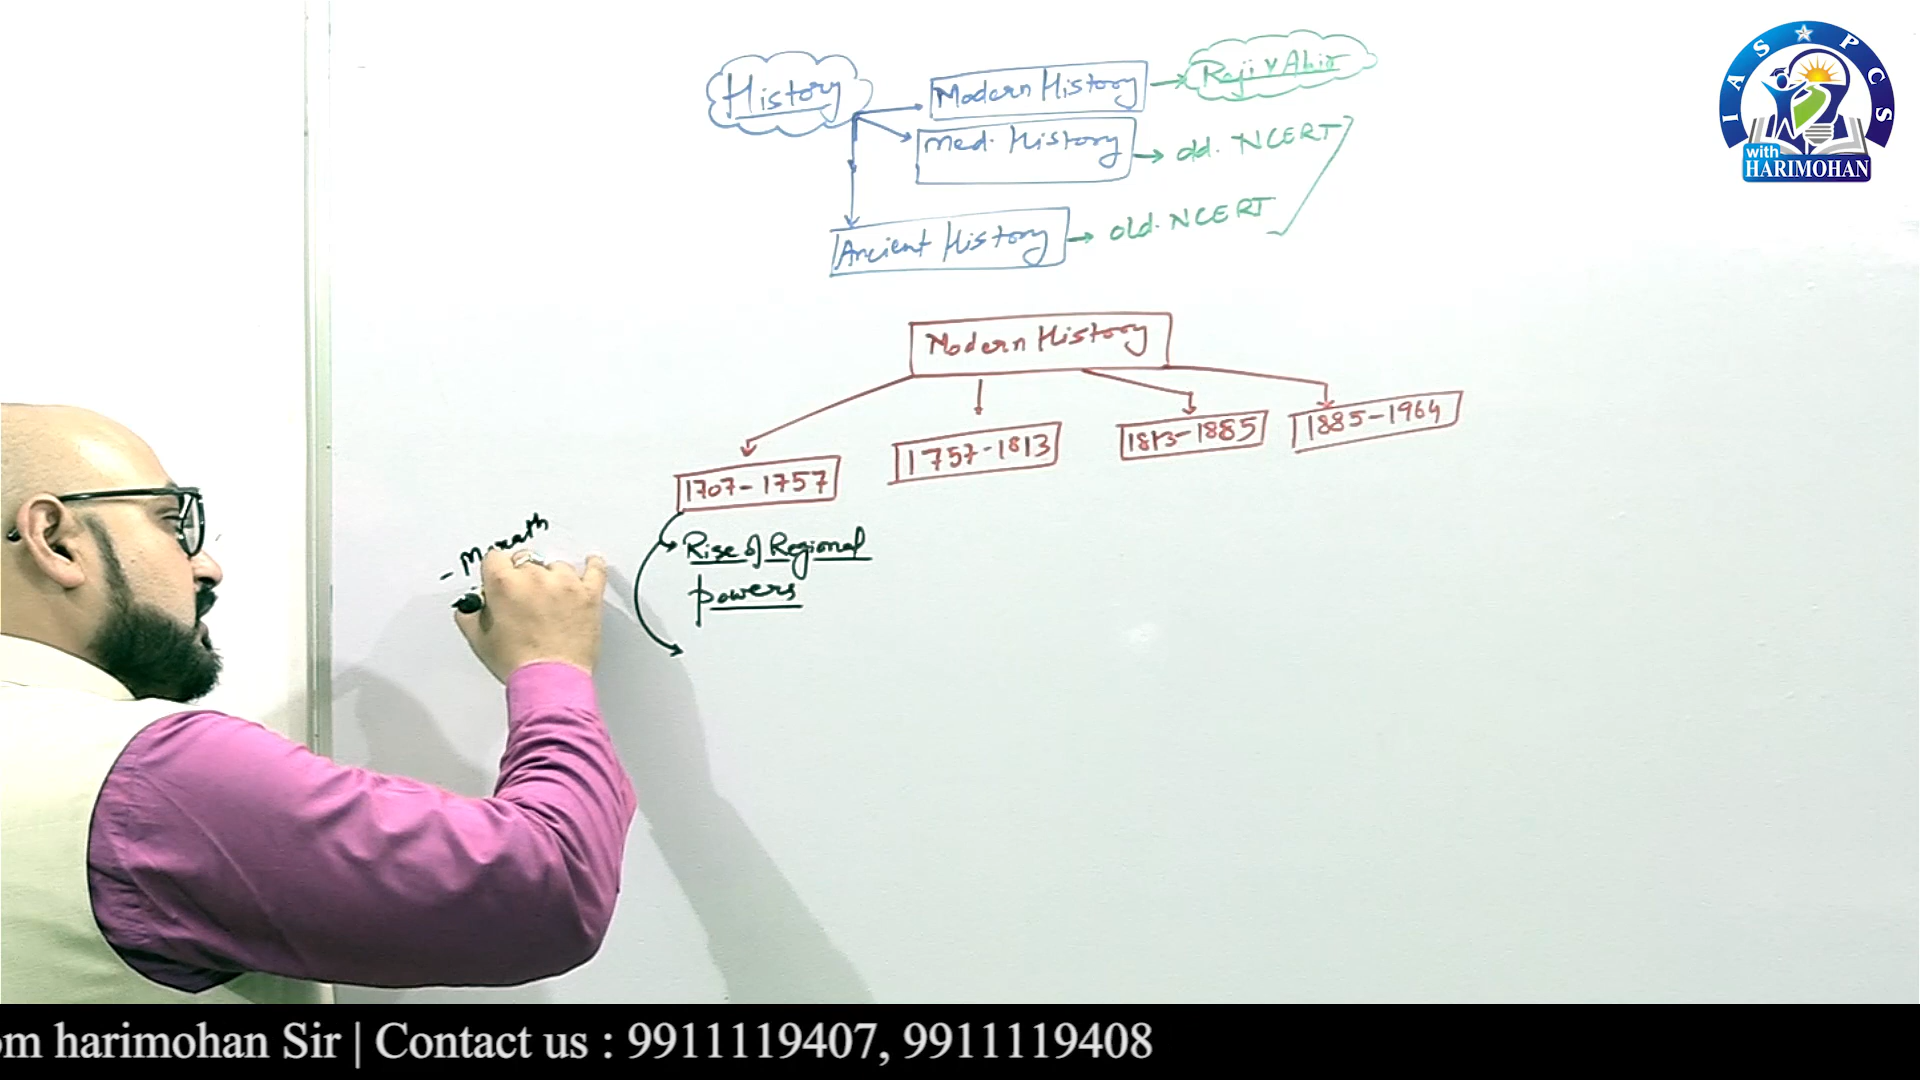 History
Modern History
Rajiv Ahir
Med. History
old. NCERT
Ancient History
old. NCERT
Modern History
1707-1757
1757-1813
1813-1885
1885-1964
Rise of Regional
powers
- Marath
IAS ★ PCS
with
HARIMOHAN
om harimohan Sir | Contact us : 9911119407, 9911119408